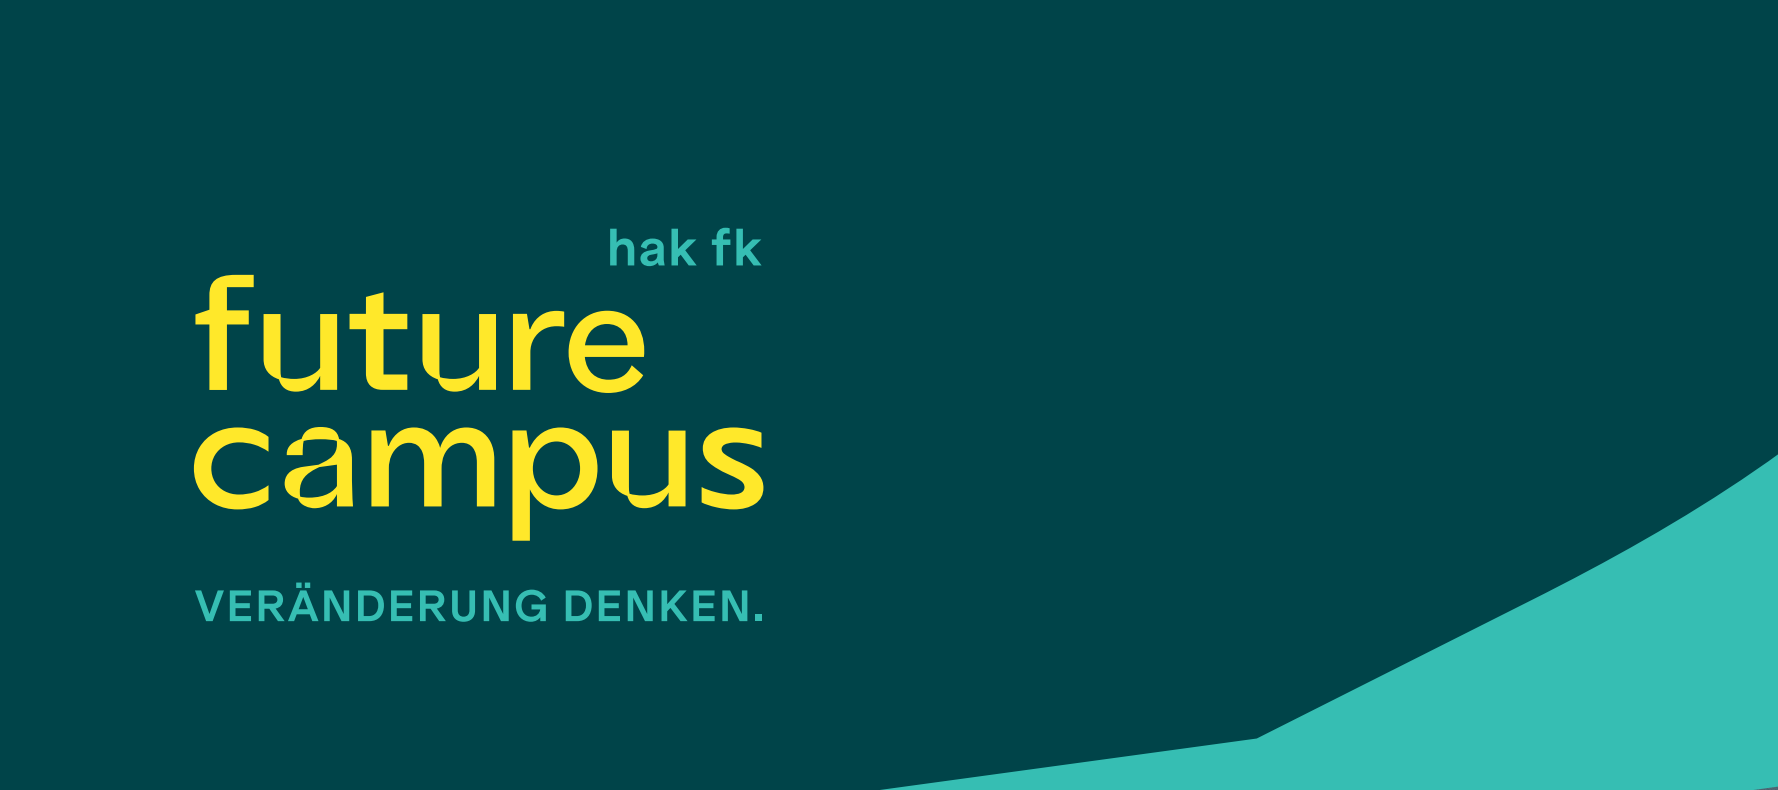 hak fk
future
campus
VERÄNDERUNG DENKEN.